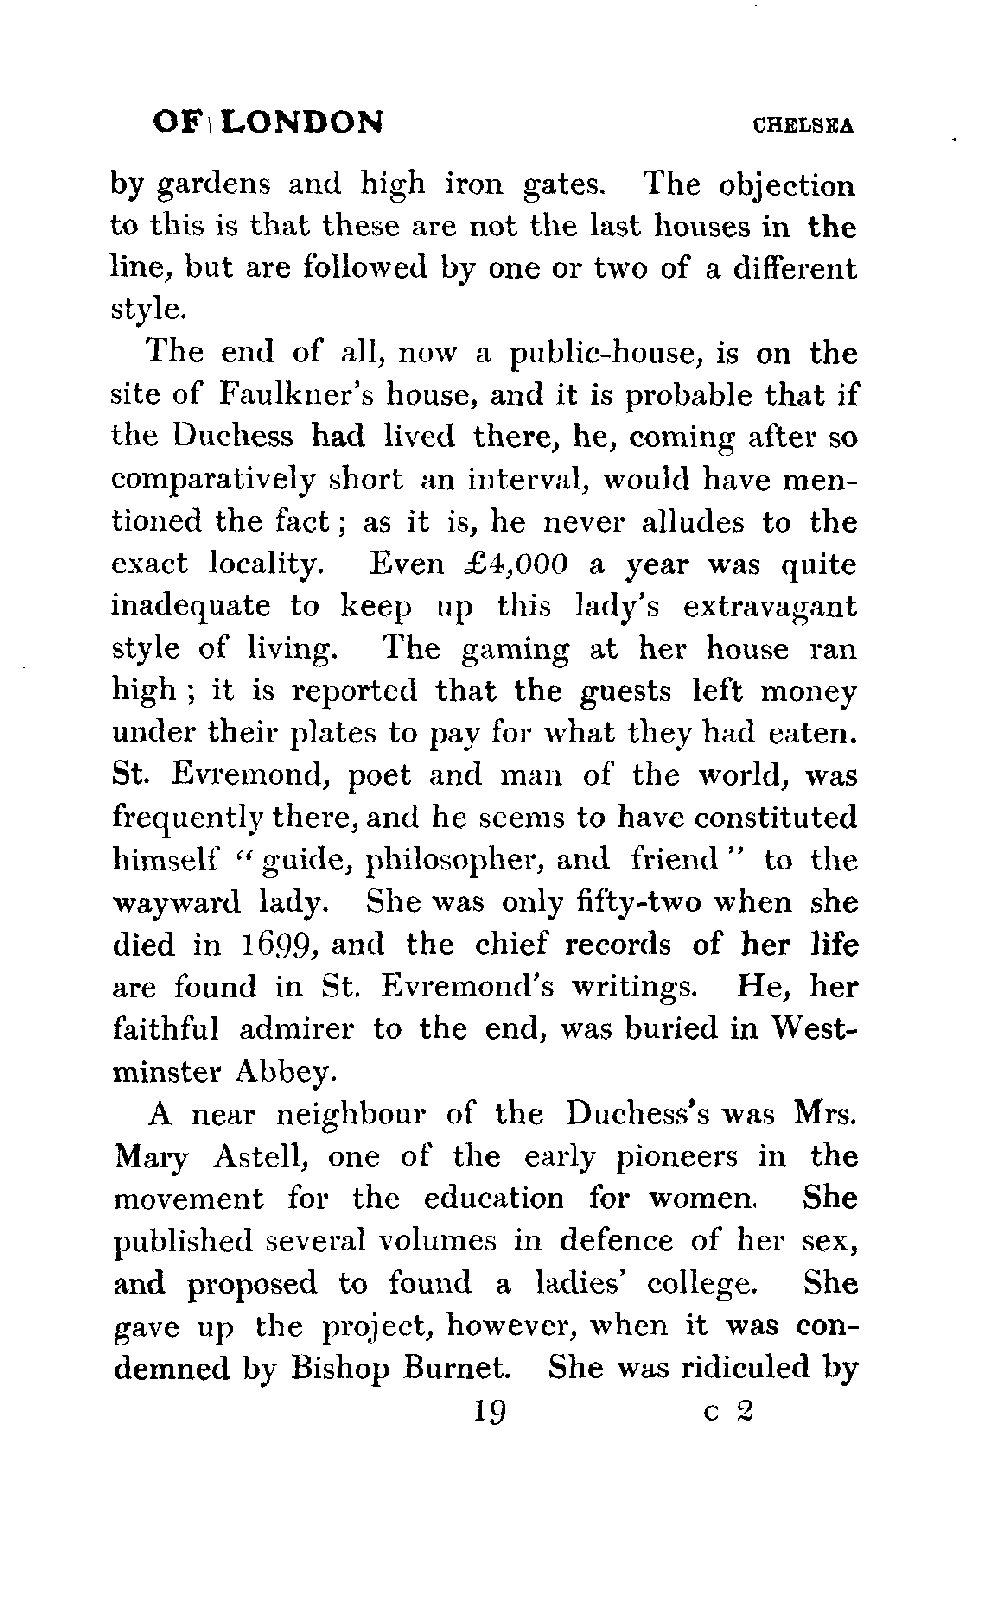 OF LONDON CHELSEA
by gardens and high iron gates. The objection
to this is that these are not the last houses in the
line, but are followed by one or two of a different
style.
The end of all, now a public-house, is on the
site of Faulkner's house, and it is probable that if
the Duchess had lived there, he, coming after so
comparatively short an interval, would have men-
tioned the fact; as it is, he never alludes to the
exact locality. Even £4,000 a year was quite
inadequate to keep up this lady's extravagant
style of living. The gaming at her house ran
high; it is reported that the guests left money
under their plates to pay for what they had eaten.
St. Evremond, poet and man of the world, was
frequently there, and he seems to have constituted
himself "guide, philosopher, and friend" to the
wayward lady. She was only fifty-two when she
died in 1699, and the chief records of her life
are found in St. Evremond's writings. He, her
faithful admirer to the end, was buried in West-
minster Abbey.
A near neighbour of the Duchess's was Mrs.
Mary Astell, one of the early pioneers in the
movement for the education for women. She
published several volumes in defence of her sex,
and proposed to found a ladies' college. She
gave up the project, however, when it was con-
demned by Bishop Burnet. She was ridiculed by
19 C 2